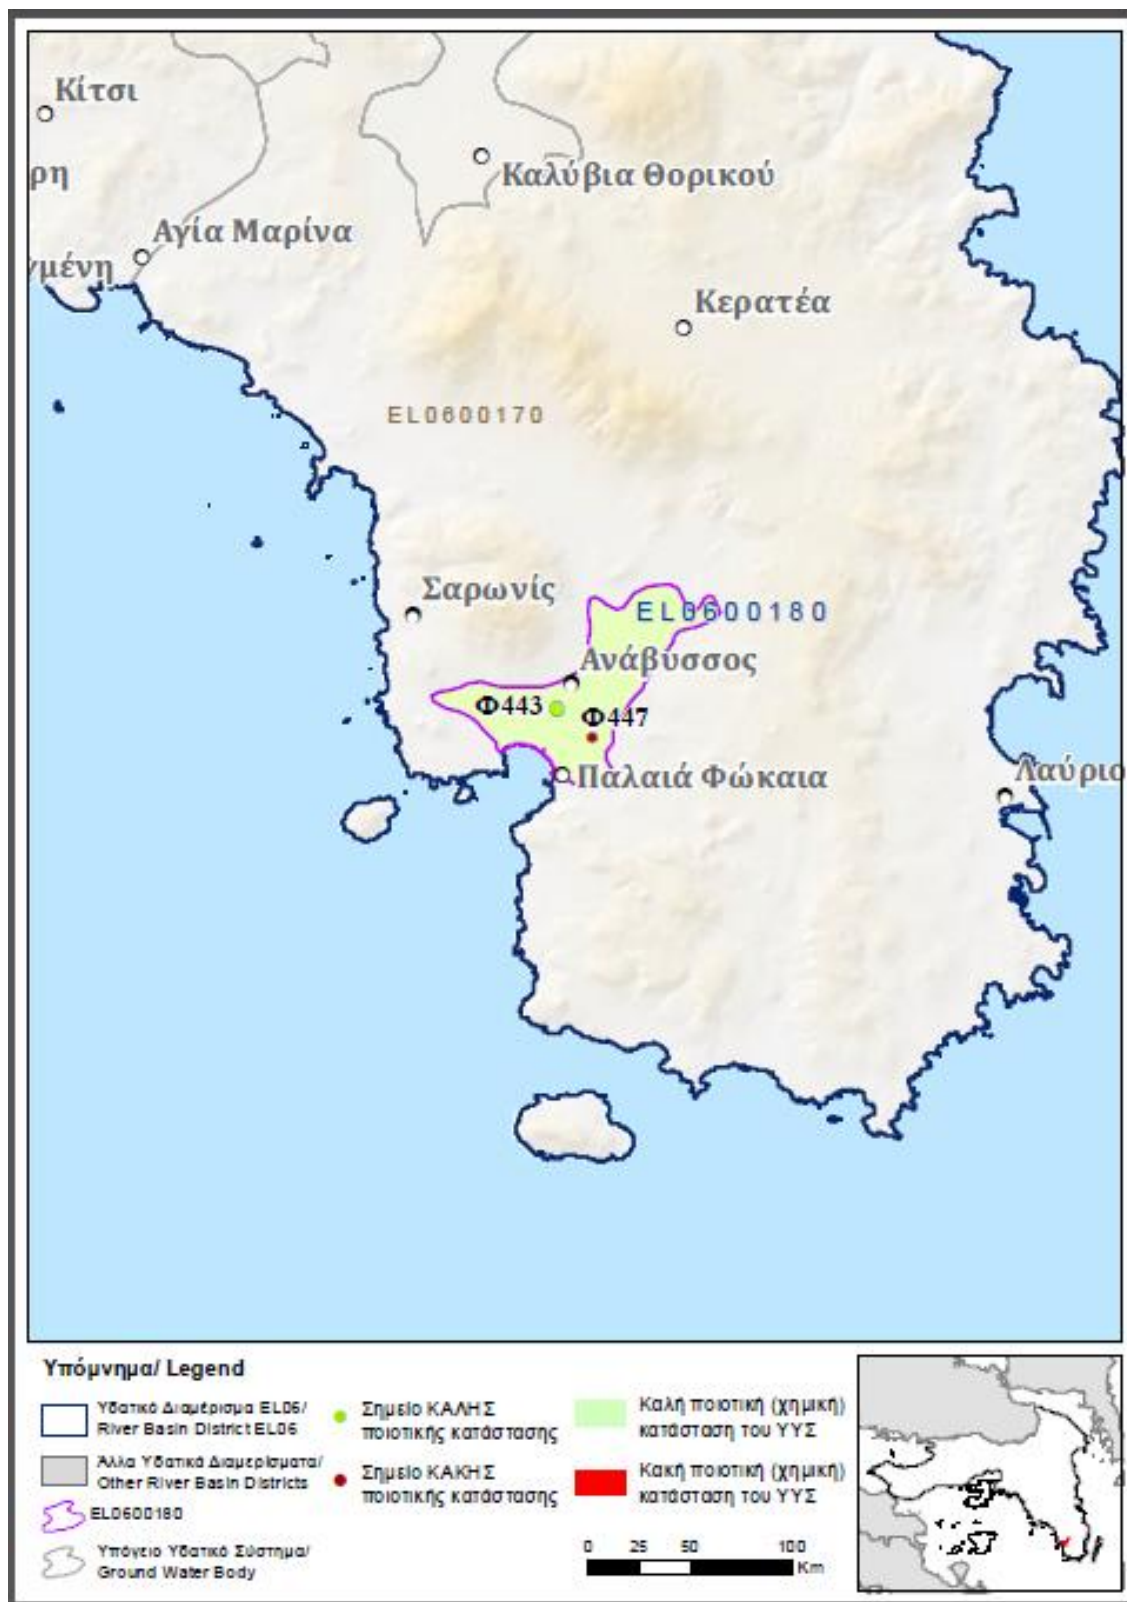 Κίτσι
ρη
Καλύβια Θορικού
Αγία Μαρίνα
γμένη
Κερατέα
EL0600170
Σαρωνίς
EL0600180
Ανάβυσσος
Φ443
Φ447
Παλαιά Φώκαια
Λαύριο
Υπόμνημα/ Legend
Υδατικό Διαμέρισμα EL06/
River Basin District EL06
Άλλα Υδατικά Διαμερίσματα/
Other River Basin Districts
EL0600180
Υπόγειο Υδατικό Σύστημα/
Ground Water Body
Σημείο ΚΑΛΗΣ
ποιοτικής κατάστασης
Σημείο ΚΑΚΗΣ
ποιοτικής κατάστασης
Καλή ποιοτική (χημική)
κατάσταση του ΥΥΣ
Κακή ποιοτική (χημική)
κατάσταση του ΥΥΣ
0 25 50 100
Km